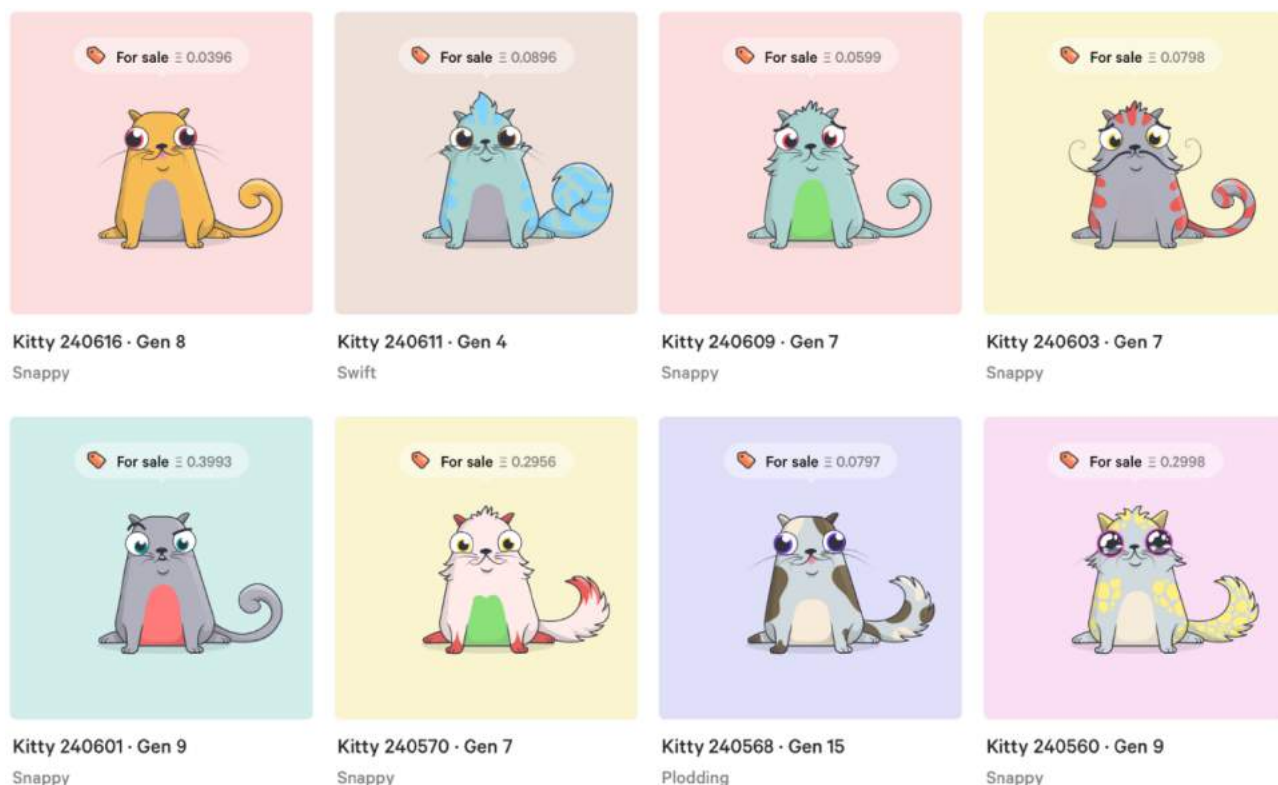 For sale Ξ 0.0396
For sale Ξ 0.0896
For sale Ξ 0.0599
For sale Ξ 0.0798
Kitty 240616 · Gen 8
Kitty 240611 · Gen 4
Kitty 240609 · Gen 7
Kitty 240603 · Gen 7
Snappy
Swift
Snappy
Snappy
For sale Ξ 0.3993
For sale Ξ 0.2956
For sale Ξ 0.0797
For sale Ξ 0.2998
Kitty 240601 · Gen 9
Kitty 240570 · Gen 7
Kitty 240568 · Gen 15
Kitty 240560 · Gen 9
Snappy
Snappy
Plodding
Snappy